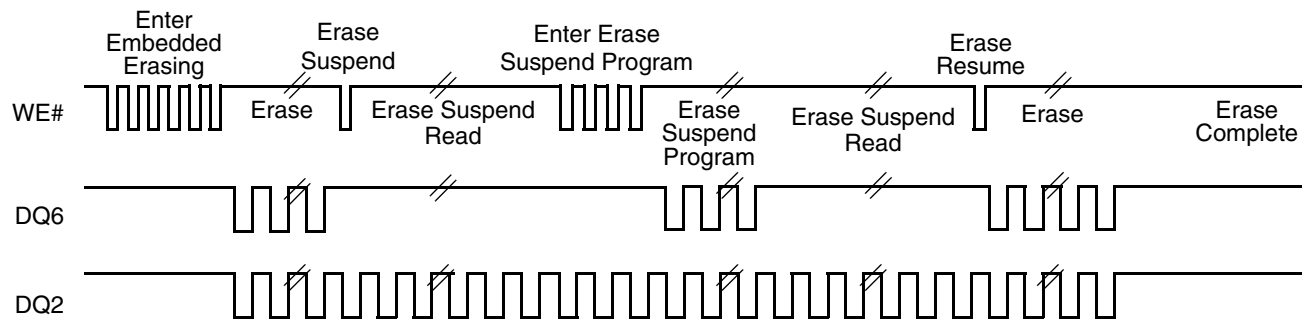 Enter
Embedded
Erasing
Erase
Suspend
Enter Erase
Suspend Program
Erase
Resume
WE#
Erase
Erase Suspend
Read
Erase
Suspend
Program
Erase Suspend
Read
Erase
Erase
Complete
DQ6
DQ2